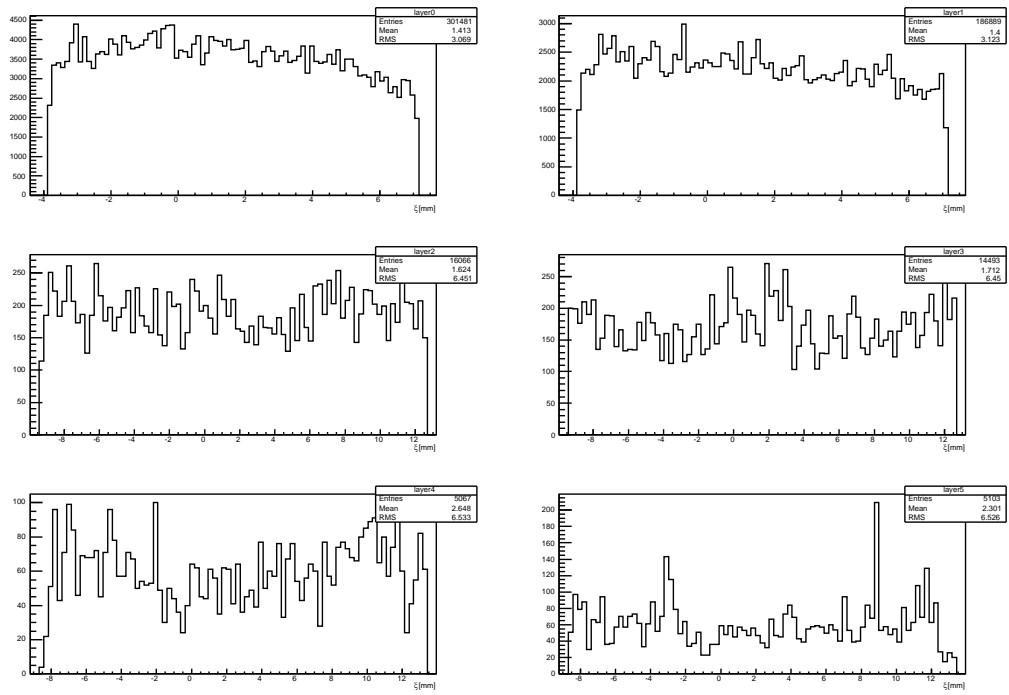 layer0
Entries 301481
Mean 1.413
RMS 3.069
4500
4000
3500
3000
2500
2000
1500
1000
500
0
-4 -2 0 2 4 6
ξ[mm]
layer1
Entries 186889
Mean 1.4
RMS 3.123
3000
2500
2000
1500
1000
500
0
-4 -2 0 2 4 6
ξ[mm]
layer2
Entries 16066
Mean 1.624
RMS 6.451
250
200
150
100
50
0
-8 -6 -4 -2 0 2 4 6 8 10 12
ξ[mm]
layer3
Entries 14493
Mean 1.712
RMS 6.45
250
200
150
100
50
0
-8 -6 -4 -2 0 2 4 6 8 10 12
ξ[mm]
layer4
Entries 5067
Mean 2.648
RMS 6.533
100
80
60
40
20
0
-8 -6 -4 -2 0 2 4 6 8 10 12
ξ[mm]
layer5
Entries 5103
Mean 2.301
RMS 6.526
200
180
160
140
120
100
80
60
40
20
0
-8 -6 -4 -2 0 2 4 6 8 10 12
ξ[mm]